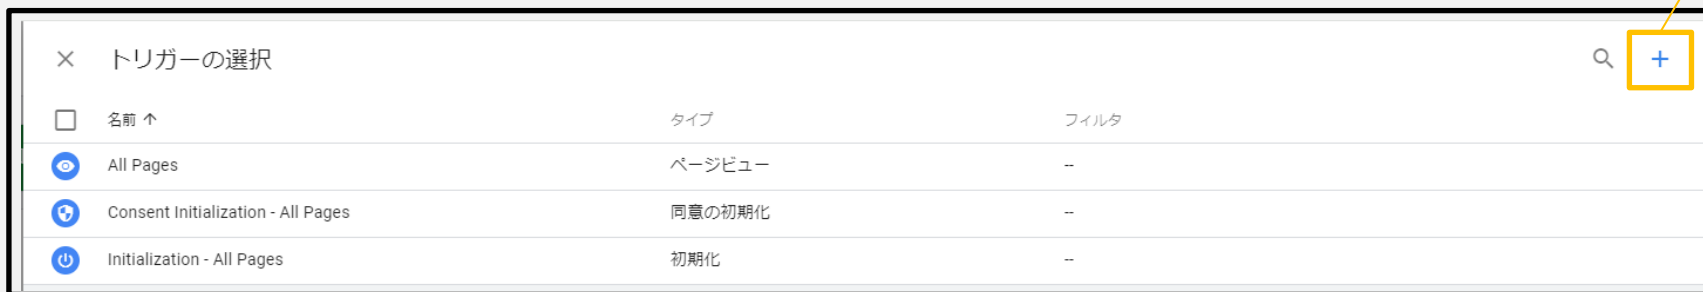 トリガーの選択
名前 タイプ フィルタ
All Pages ページビュー --
Consent Initialization - All Pages 同意の初期化 --
Initialization - All Pages 初期化 --